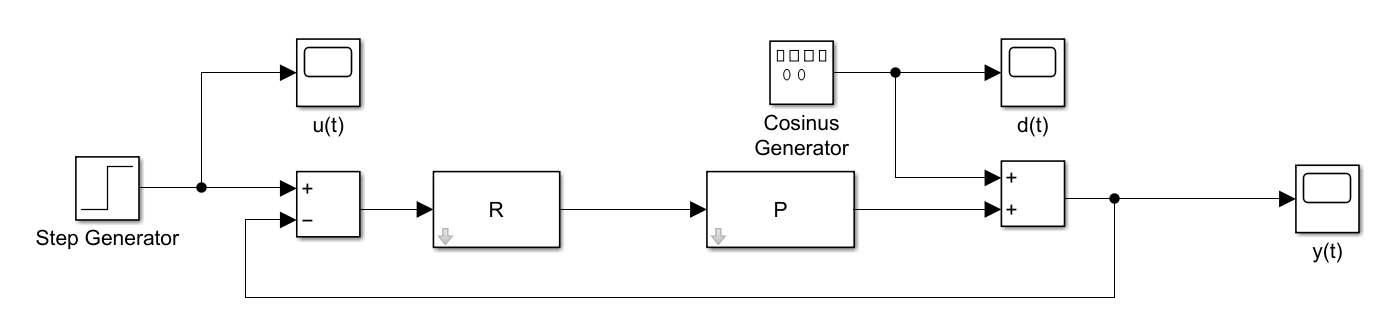 u(t)
Cosinus
Generator
d(t)
Step Generator
+
−
R
P
+
+
y(t)